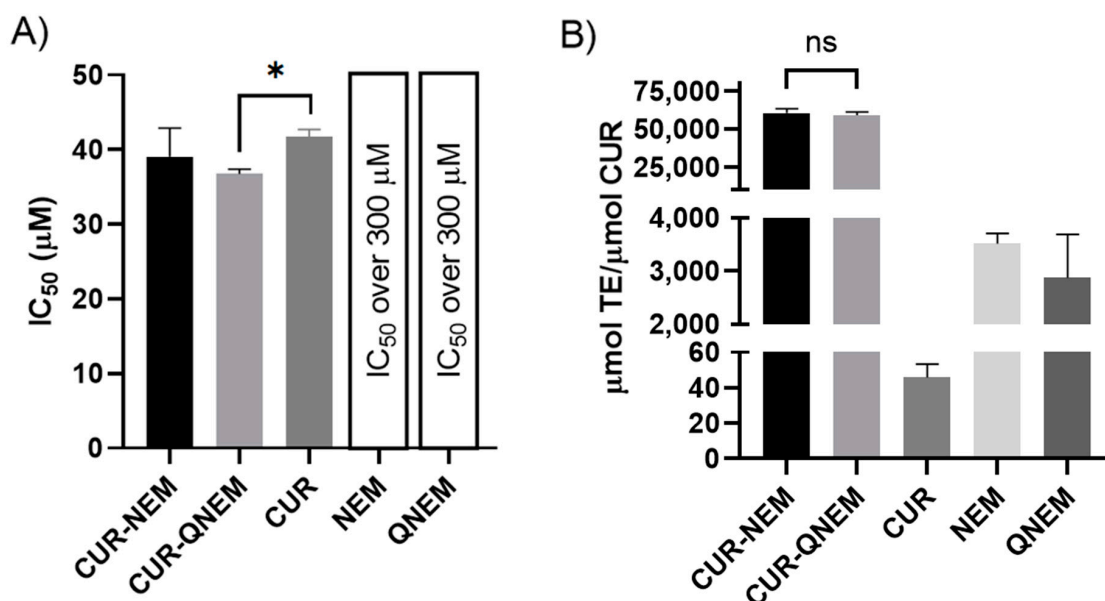 A)
IC50 (µM)
50
40
30
20
10
0
*
IC50 over 300 µM
IC50 over 300 µM
CUR-NEM
CUR-QNEM
CUR
NEM
QNEM
B)
µmol TE/µmol CUR
ns
75,000
50,000
25,000
4,000
3,000
2,000
60
40
20
0
CUR-NEM
CUR-QNEM
CUR
NEM
QNEM